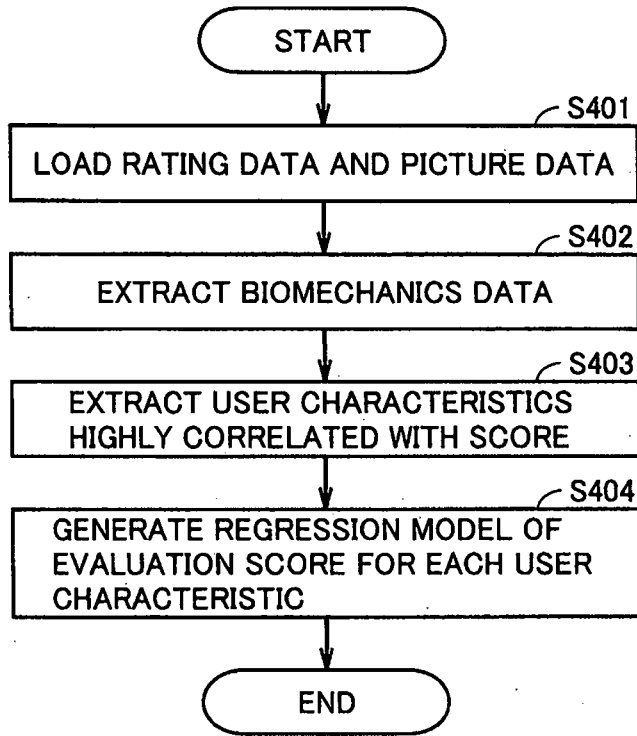 START
S401
LOAD RATING DATA AND PICTURE DATA
S402
EXTRACT BIOMECHANICS DATA
S403
EXTRACT USER CHARACTERISTICS
HIGHLY CORRELATED WITH SCORE
S404
GENERATE REGRESSION MODEL OF
EVALUATION SCORE FOR EACH USER
CHARACTERISTIC
END